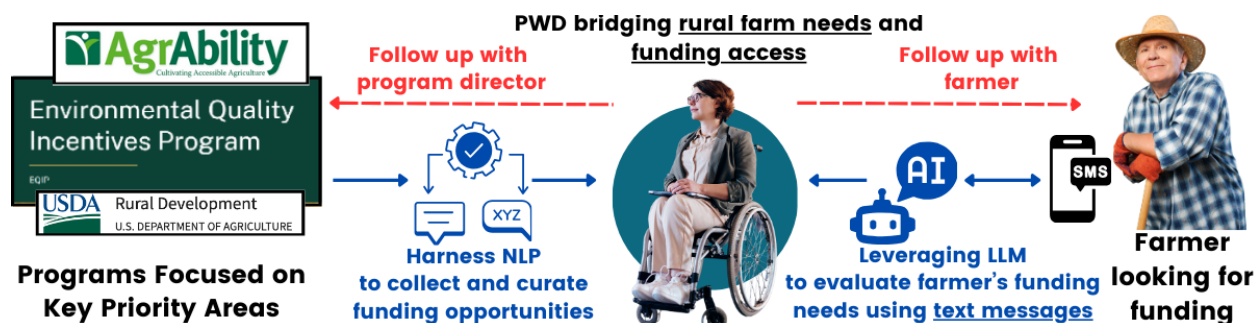 AgrAbility
Cultivating Accessible Agriculture
Environmental Quality
Incentives Program
EQIP
USDA Rural Development
U.S. DEPARTMENT OF AGRICULTURE
Programs Focused on
Key Priority Areas
Follow up with
program director
XYZ
Harness NLP
to collect and curate
funding opportunities
PWD bridging rural farm needs and
funding access
Follow up with
farmer
AI
SMS
Leveraging LLM
to evaluate farmer's funding
needs using text messages
Farmer
looking for
funding